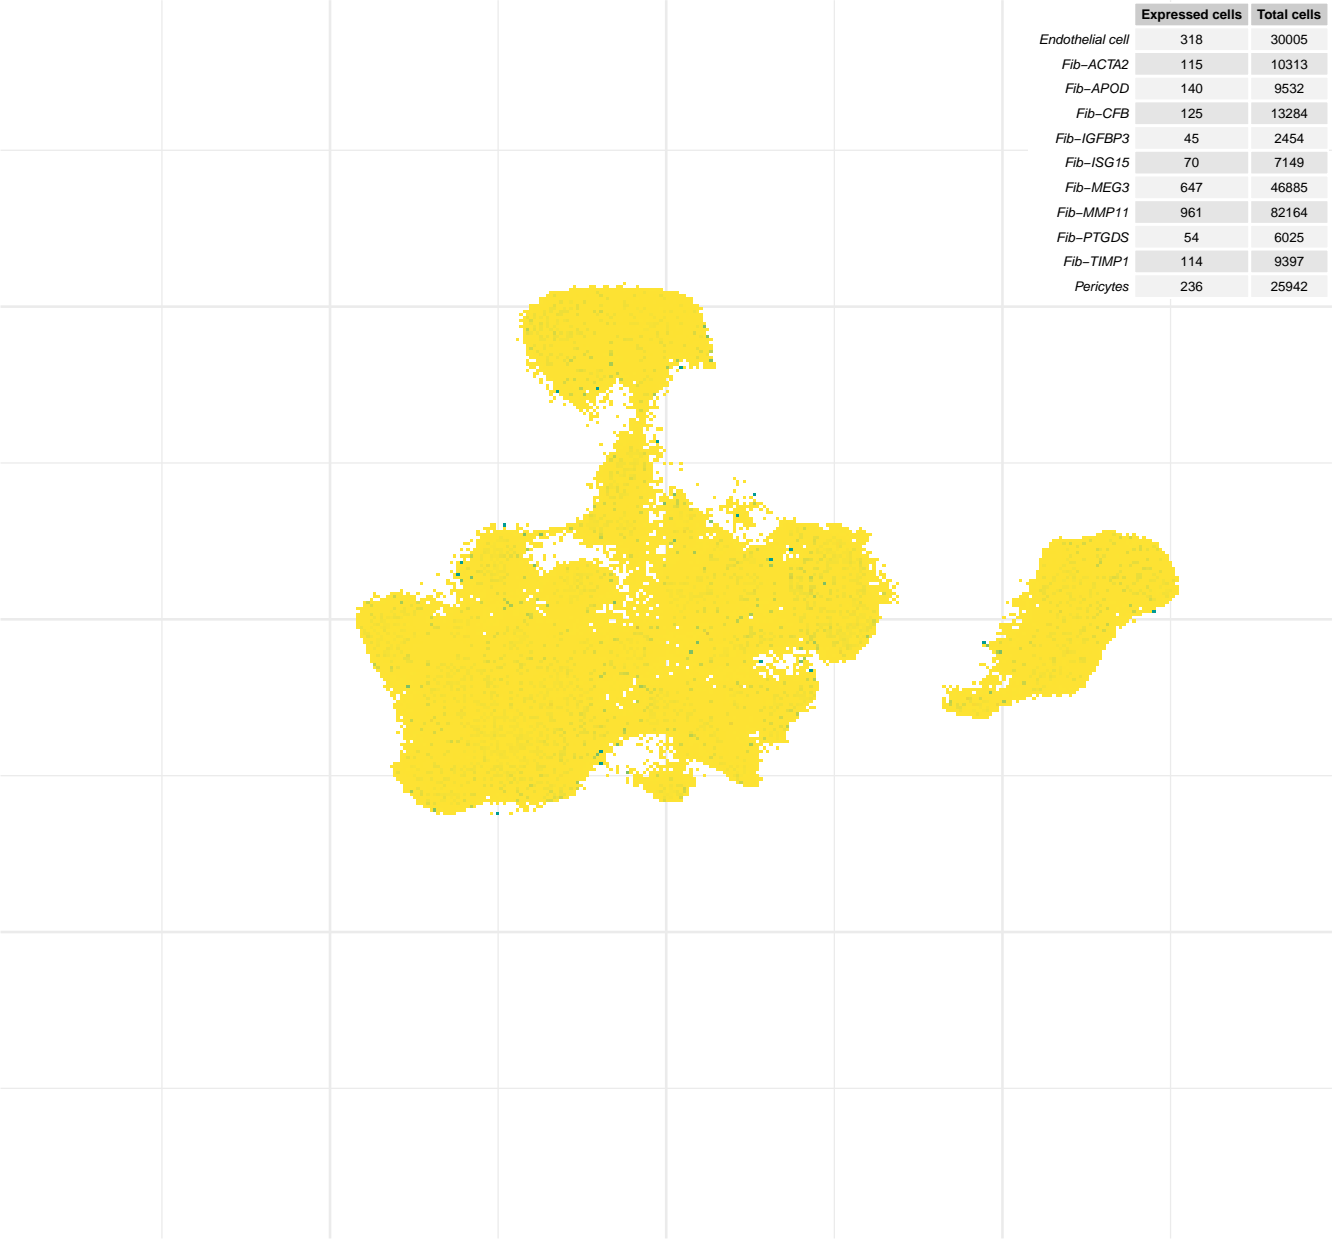 Expressed cells Total cells
Endothelial cell 318 30005
Fib−ACTA2 115 10313
Fib−APOD 140 9532
Fib−CFB 125 13284
Fib−IGFBP3 45 2454
Fib−ISG15 70 7149
Fib−MEG3 647 46885
Fib−MMP11 961 82164
Fib−PTGDS 54 6025
Fib−TIMP1 114 9397
Pericytes 236 25942